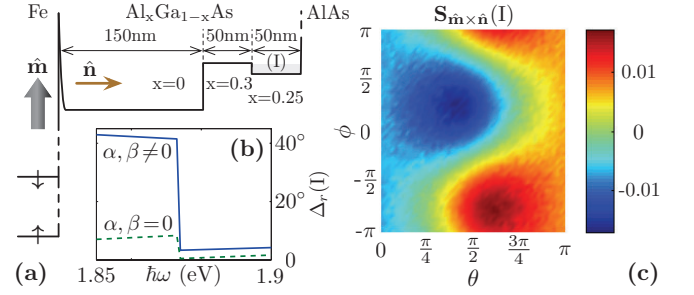 Fe
AlₓGa₁₋ₓAs
AlAs
150nm
50nm
50nm
m̂
n̂
(I)
x=0
x=0.3
x=0.25
(b)
α, β≠0
α, β=0
40°
20°
0
Δᵣ(I)
1.85
ħω (eV)
1.9
(a)
S_m̂×n̂(I)
π
π/2
0
-π/2
-π
ϕ
0
π/4
π/2
3π/4
π
θ
0.01
0
-0.01
(c)